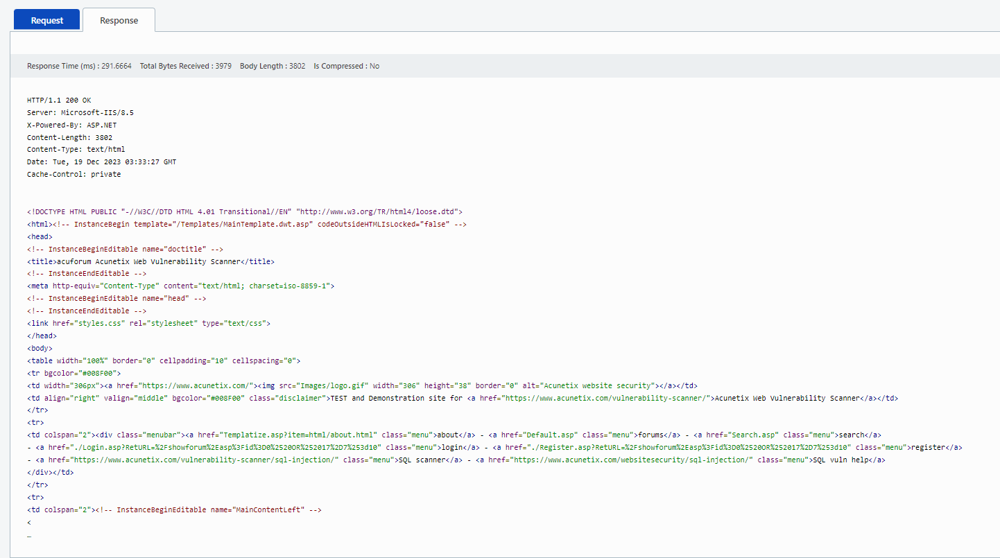 Request
Response
Response Time (ms) : 291.6664 Total Bytes Received : 3979 Body Length : 3802 Is Compressed : No
HTTP/1.1 200 OK
Server: Microsoft-IIS/8.5
X-Powered-By: ASP.NET
Content-Length: 3802
Content-Type: text/html
Date: Tue, 19 Dec 2023 03:33:27 GMT
Cache-Control: private
<!DOCTYPE HTML PUBLIC "-//W3C//DTD HTML 4.01 Transitional//EN" "http://www.w3.org/TR/html4/loose.dtd">
<html><!-- InstanceBegin template="/Templates/MainTemplate.dwt.asp" codeOutsideHTMLIsLocked="false" -->
<head>
<!-- InstanceBeginEditable name="doctitle" -->
<title>acuforum Acunetix Web Vulnerability Scanner</title>
<!-- InstanceEndEditable -->
<meta http-equiv="Content-Type" content="text/html; charset=iso-8859-1">
<!-- InstanceBeginEditable name="head" -->
<!-- InstanceEndEditable -->
<link href="styles.css" rel="stylesheet" type="text/css">
</head>
<body>
<table width="100%" border="0" cellpadding="10" cellspacing="0">
<tr bgcolor="#008F00">
<td width="306px"><a href="https://www.acunetix.com/"><img src="Images/logo.gif" width="306" height="38" border="0" alt="Acunetix website security"></a></td>
<td align="right" valign="middle" bgcolor="#008F00" class="disclaimer">TEST and Demonstration site for <a href="https://www.acunetix.com/vulnerability-scanner/">Acunetix Web Vulnerability Scanner</a></td>
</tr>
<tr>
<td colspan="2"><div class="menubar"><a href="Templatize.asp?item=html/about.html" class="menu">about</a> - <a href="Default.asp" class="menu">forums</a> - <a href="Search.asp" class="menu">search</a>
- <a href="./Login.asp?RetURL=%2Fshowforum%2Easp%3Fid%3D0%2520OR%252017%2D7%253d10" class="menu">login</a> - <a href="./Register.asp?RetURL=%2Fshowforum%2Easp%3Fid%3D0%2520OR%252017%2D7%253d10" class="menu">register</a>
- <a href="https://www.acunetix.com/vulnerability-scanner/sql-injection/" class="menu">SQL scanner</a> - <a href="https://www.acunetix.com/websitesecurity/sql-injection/" class="menu">SQL vuln help</a>
</div></td>
</tr>
<tr>
<td colspan="2"><!-- InstanceBeginEditable name="MainContentLeft" -->
<
…